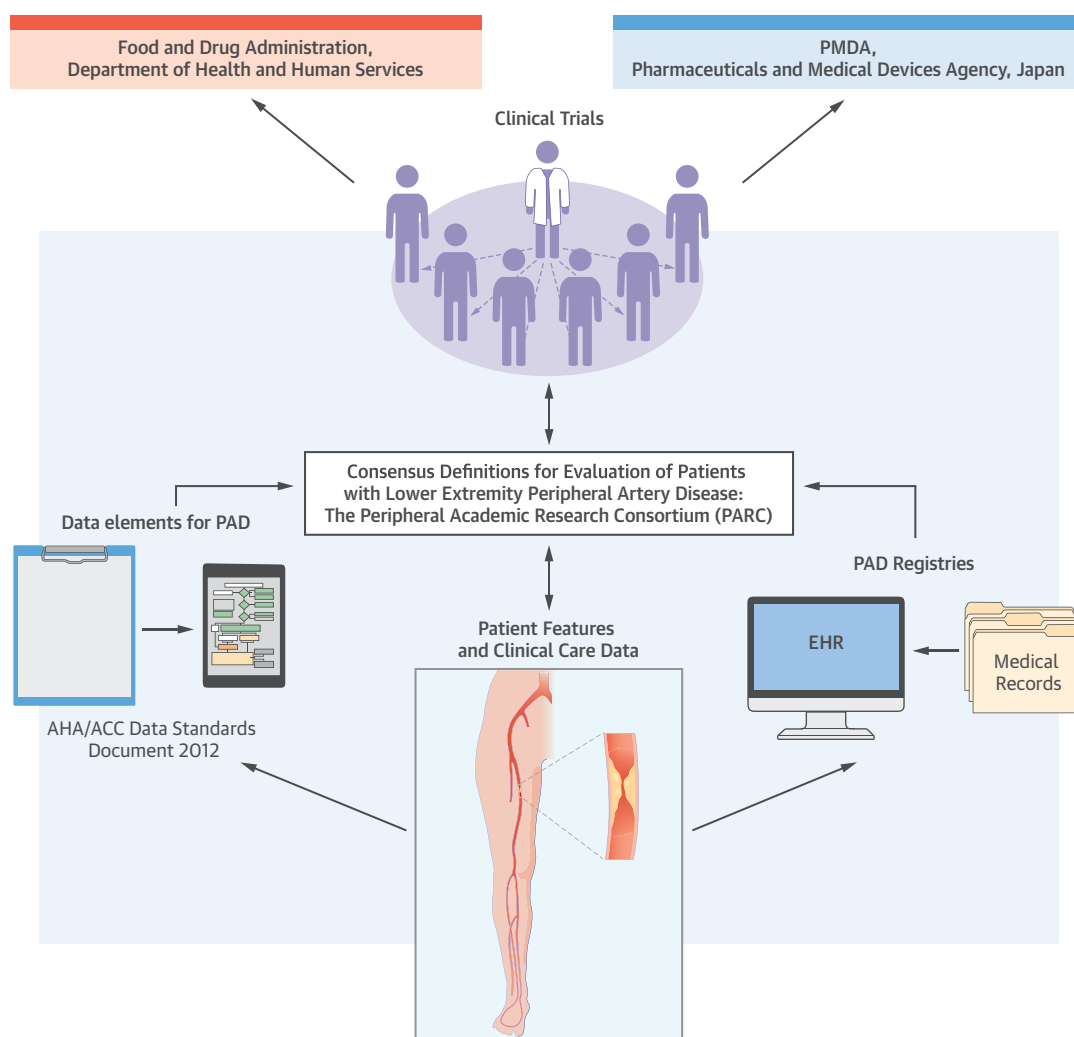 Food and Drug Administration,
Department of Health and Human Services
PMDA,
Pharmaceuticals and Medical Devices Agency, Japan
Clinical Trials
Consensus Definitions for Evaluation of Patients
with Lower Extremity Peripheral Artery Disease:
The Peripheral Academic Research Consortium (PARC)
Data elements for PAD
PAD Registries
Patient Features
and Clinical Care Data
EHR
Medical
Records
AHA/ACC Data Standards
Document 2012